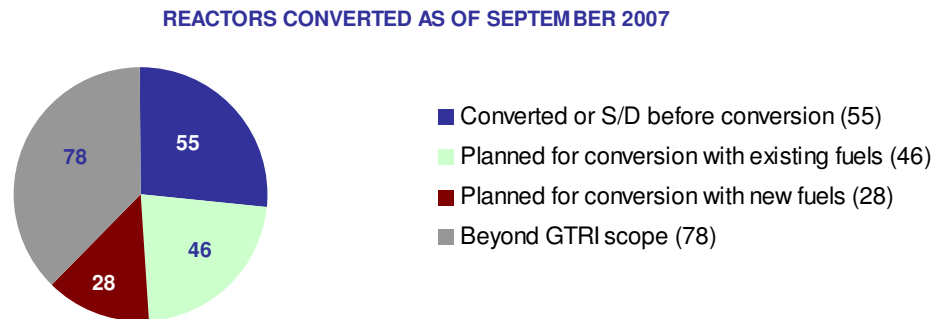 REACTORS CONVERTED AS OF SEPTEMBER 2007
78
55
46
28
Converted or S/D before conversion (55)
Planned for conversion with existing fuels (46)
Planned for conversion with new fuels (28)
Beyond GTRI scope (78)